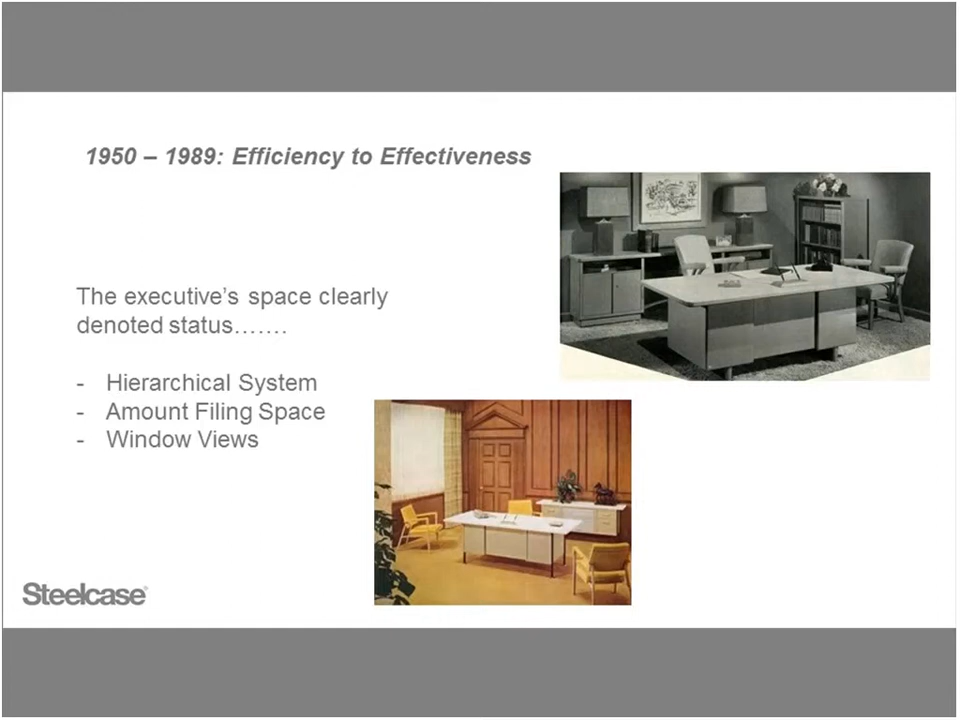 1950 – 1989: Efficiency to Effectiveness
The executive’s space clearly
denoted status…….
- Hierarchical System
- Amount Filing Space
- Window Views
Steelcase®